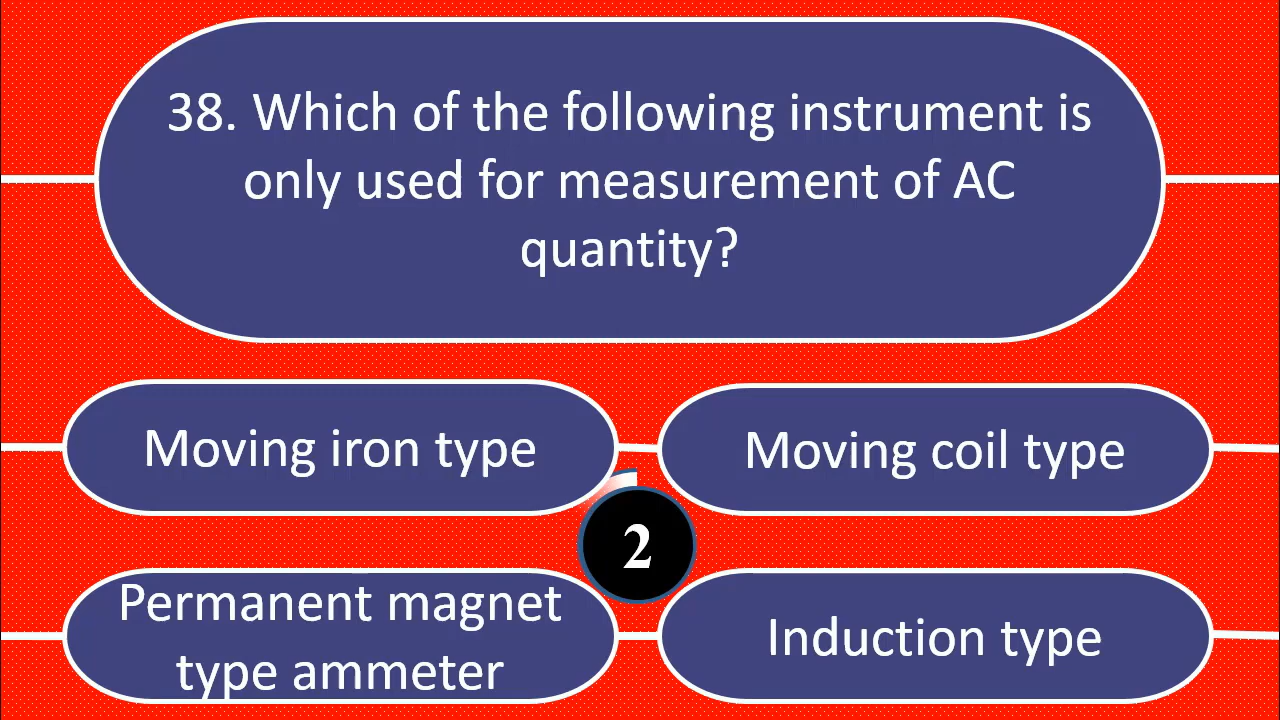 38. Which of the following instrument is
only used for measurement of AC
quantity?
Moving iron type
Moving coil type
2
Permanent magnet
type ammeter
Induction type